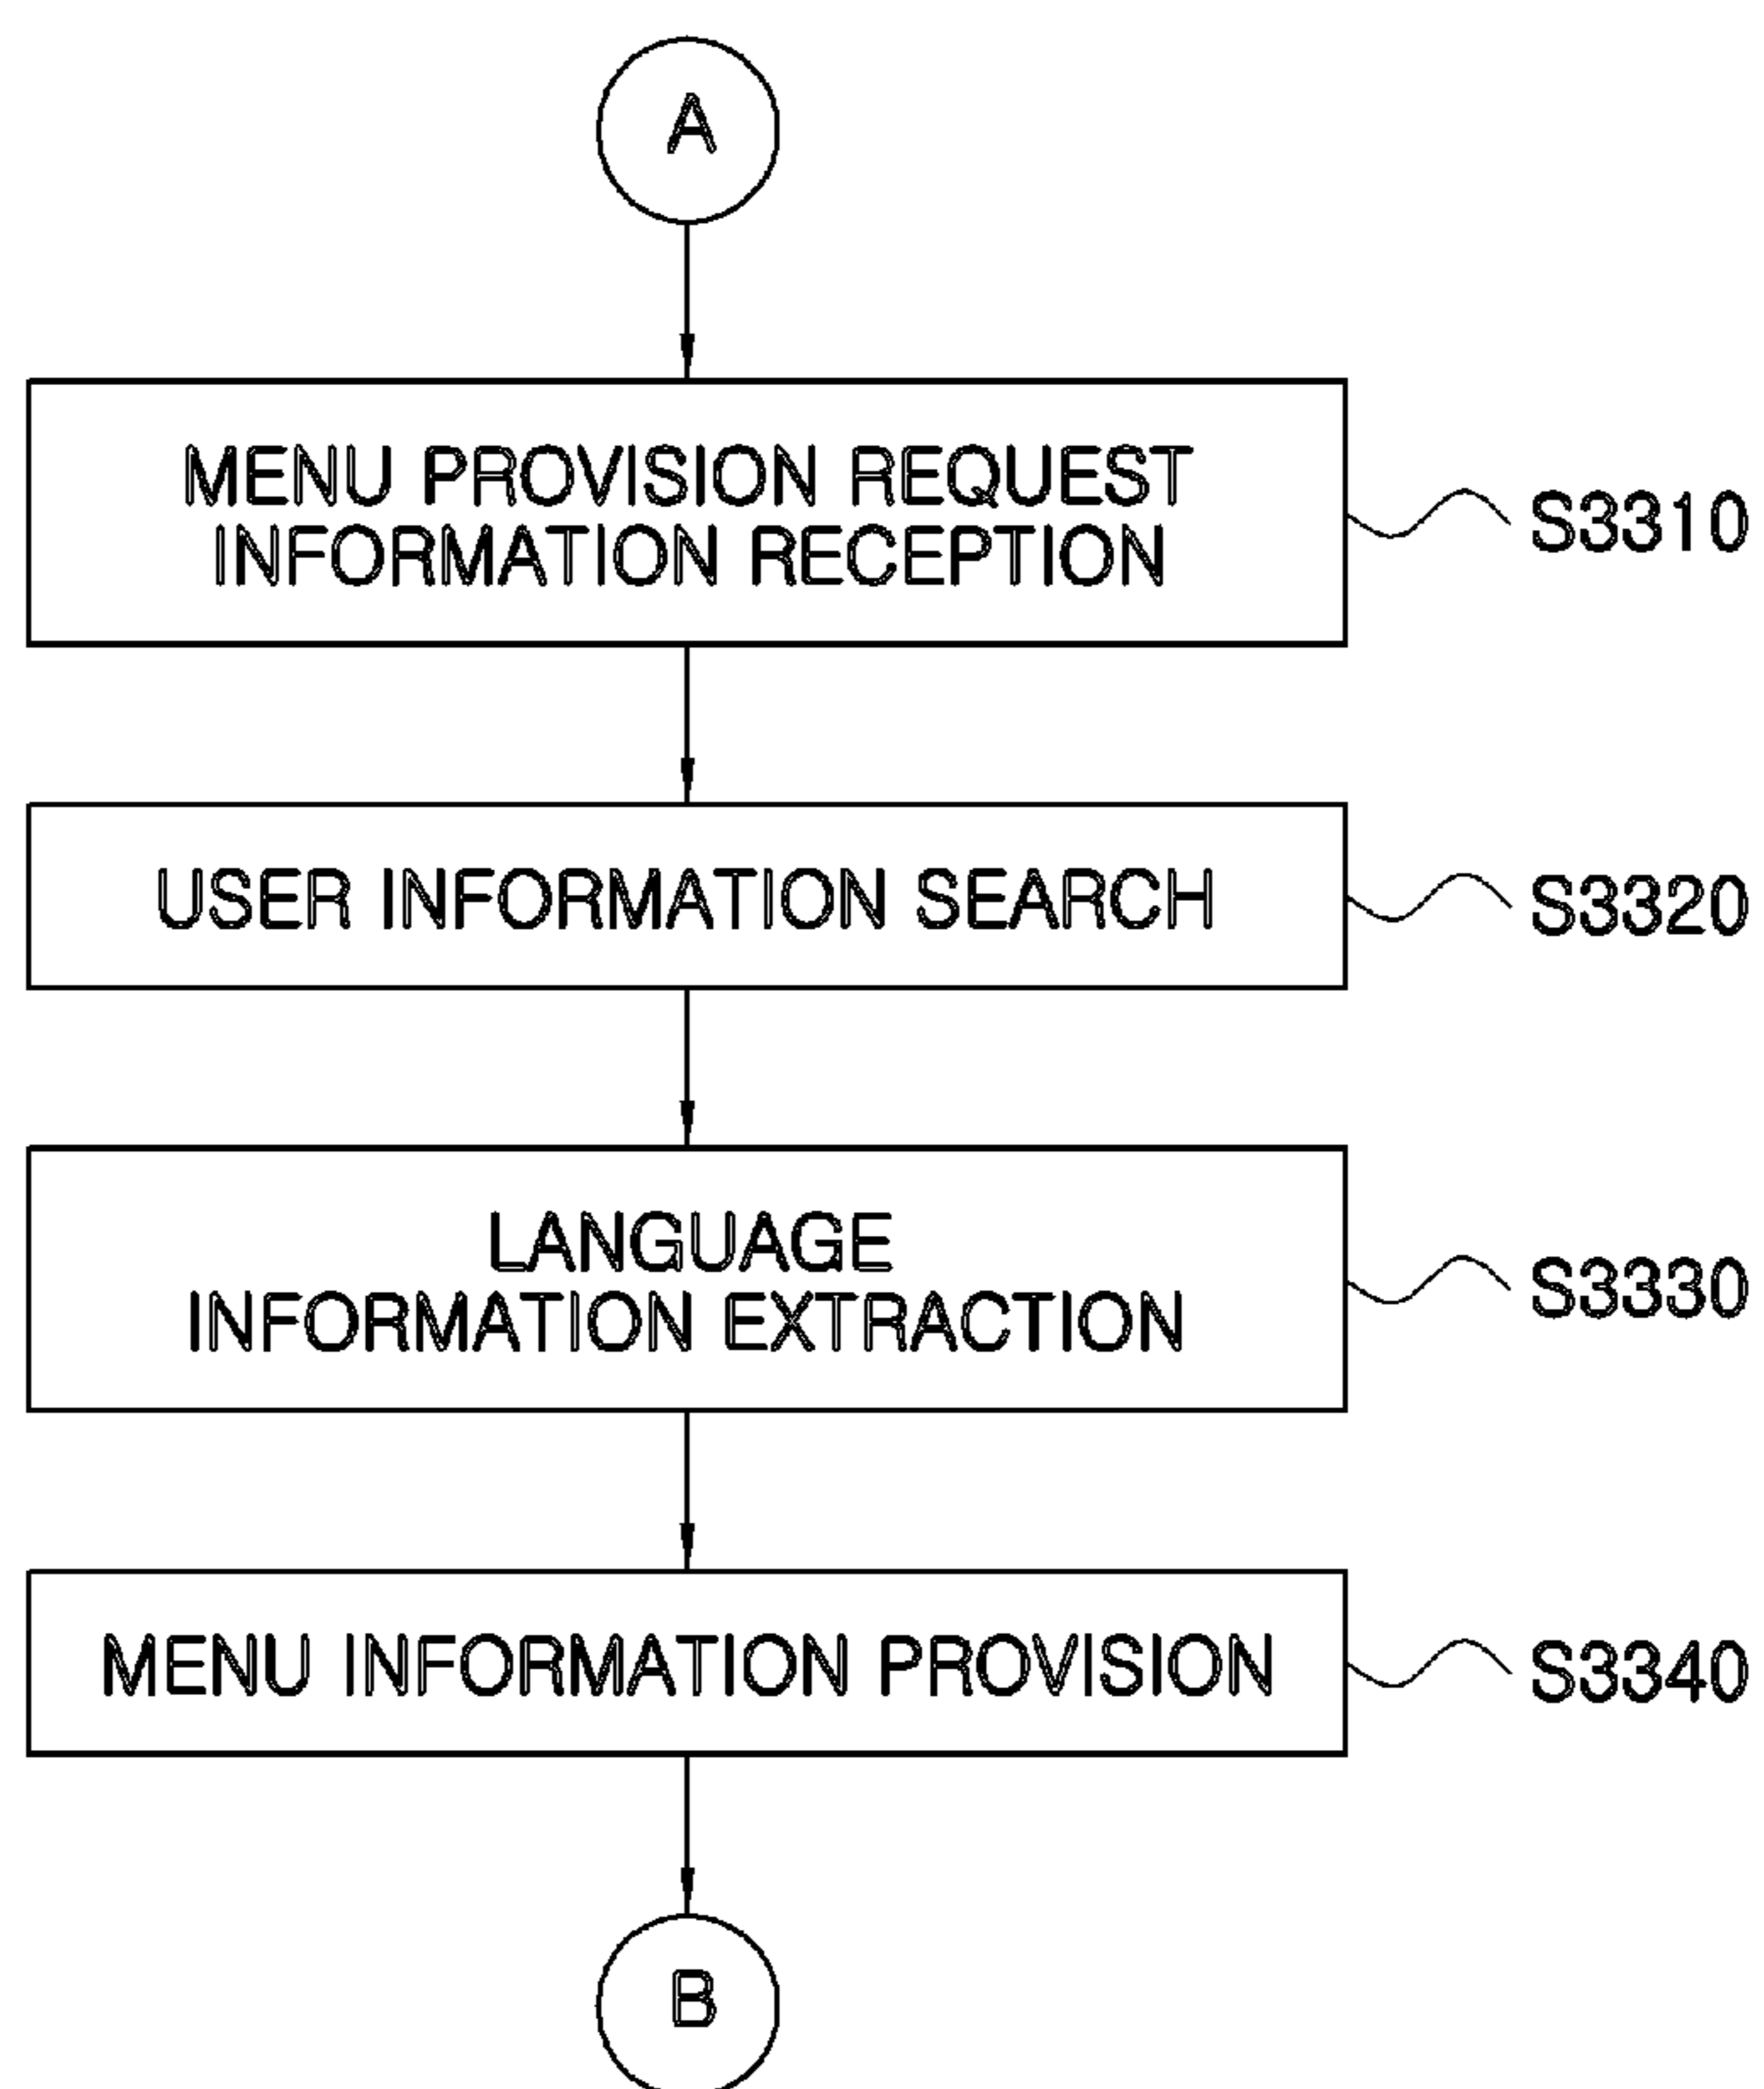 A
MENU PROVISION REQUEST
INFORMATION RECEPTION
S3310
USER INFORMATION SEARCH
S3320
LANGUAGE
INFORMATION EXTRACTION
S3330
MENU INFORMATION PROVISION
S3340
B